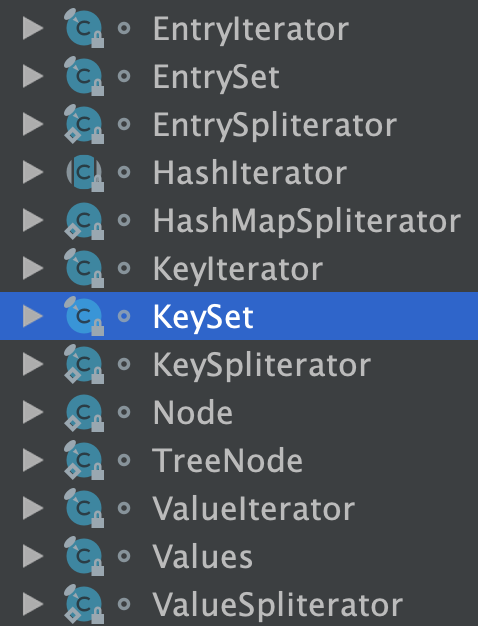 EntryIterator
EntrySet
EntrySpliterator
HashIterator
HashMapSpliterator
KeyIterator
KeySet
KeySpliterator
Node
TreeNode
ValueIterator
Values
ValueSpliterator